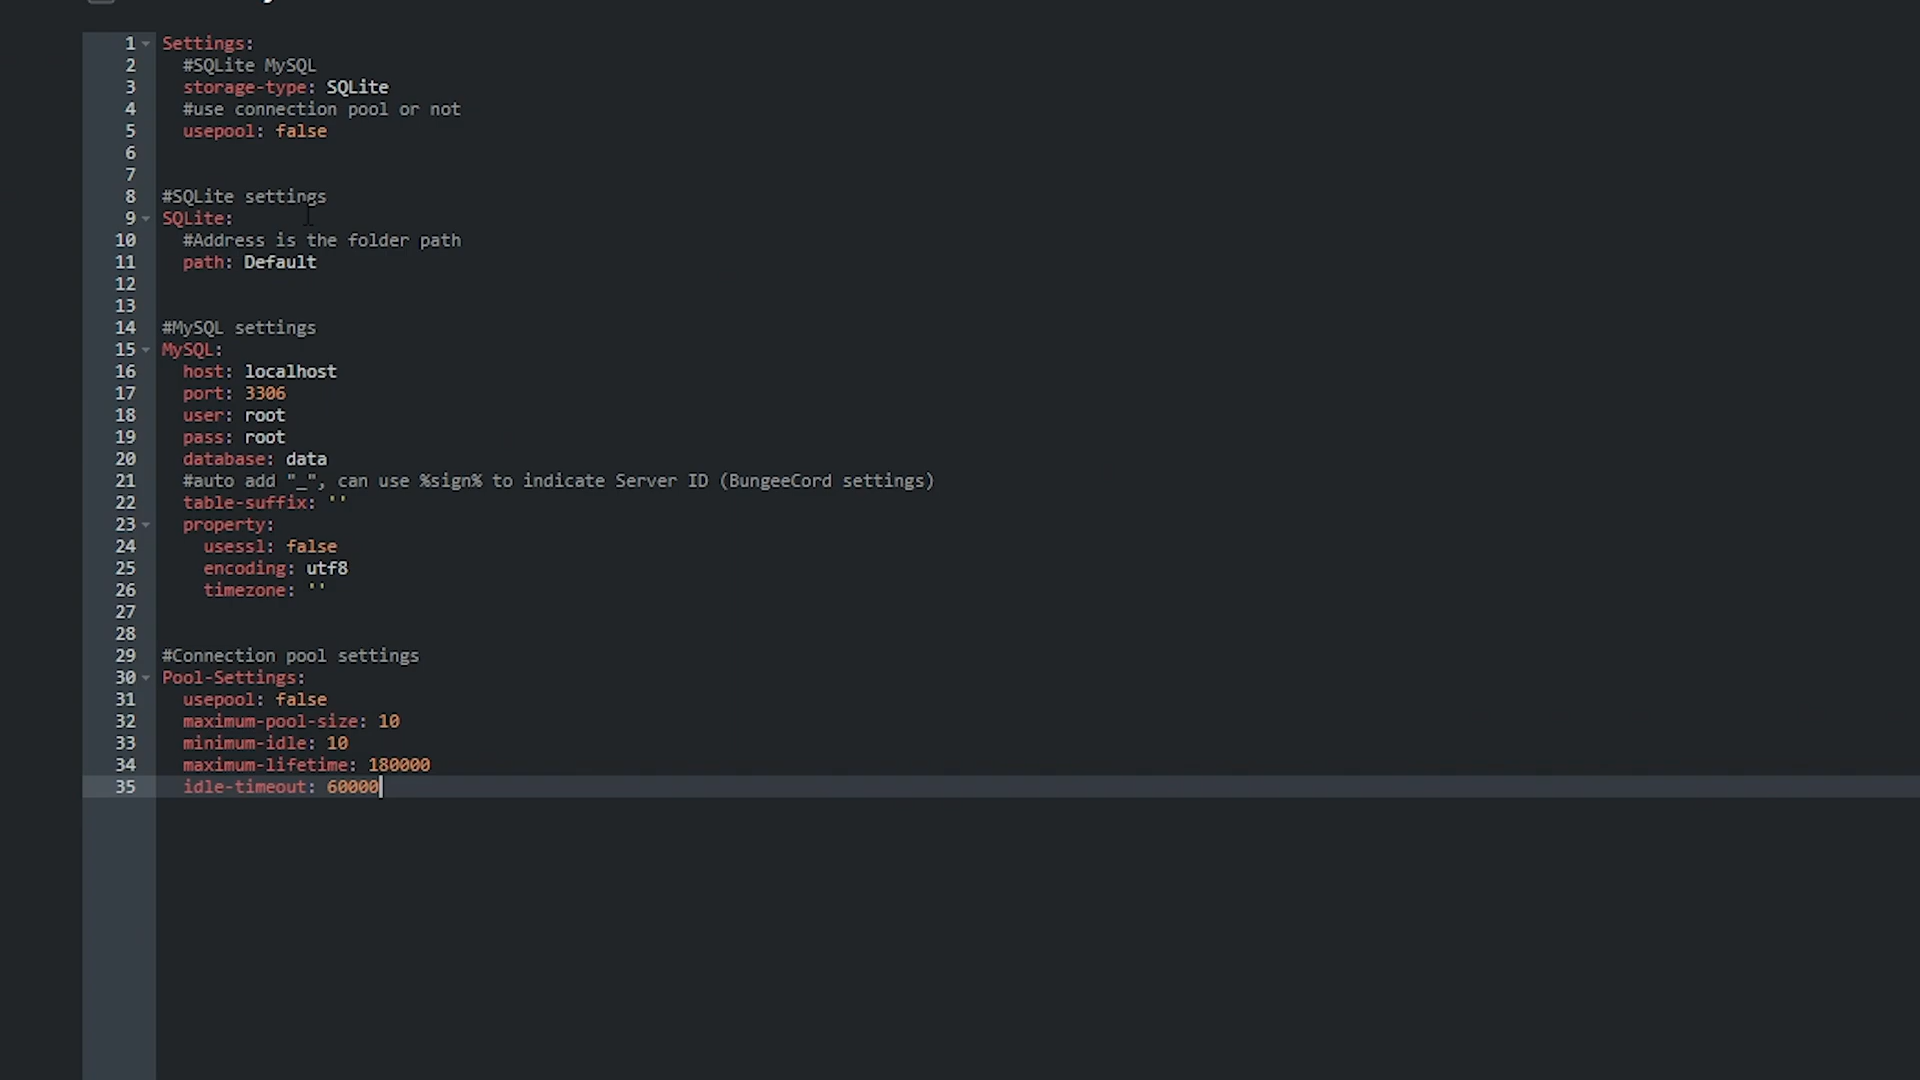 1 Settings:
2 #SQLite MySQL
3 storage-type: SQLite
4 #use connection pool or not
5 usepool: false
6
7
8 #SQLite settings
9 SQLite:
10 #Address is the folder path
11 path: Default
12
13
14 #MySQL settings
15 MySQL:
16 host: localhost
17 port: 3306
18 user: root
19 pass: root
20 database: data
21 #auto add "_", can use %sign% to indicate Server ID (BungeeCord settings)
22 table-suffix: ''
23 property:
24 usessl: false
25 encoding: utf8
26 timezone: ''
27
28
29 #Connection pool settings
30 Pool-Settings:
31 usepool: false
32 maximum-pool-size: 10
33 minimum-idle: 10
34 maximum-lifetime: 180000
35 idle-timeout: 60000